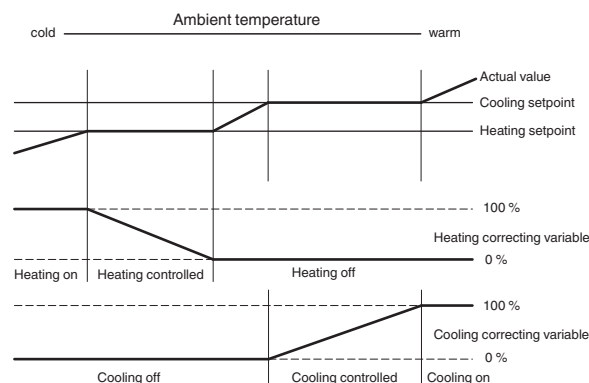 Ambient temperature
cold
warm
Actual value
Cooling setpoint
Heating setpoint
100 %
Heating correcting variable
0 %
Heating on
Heating controlled
Heating off
100 %
Cooling correcting variable
0 %
Cooling off
Cooling controlled
Cooling on